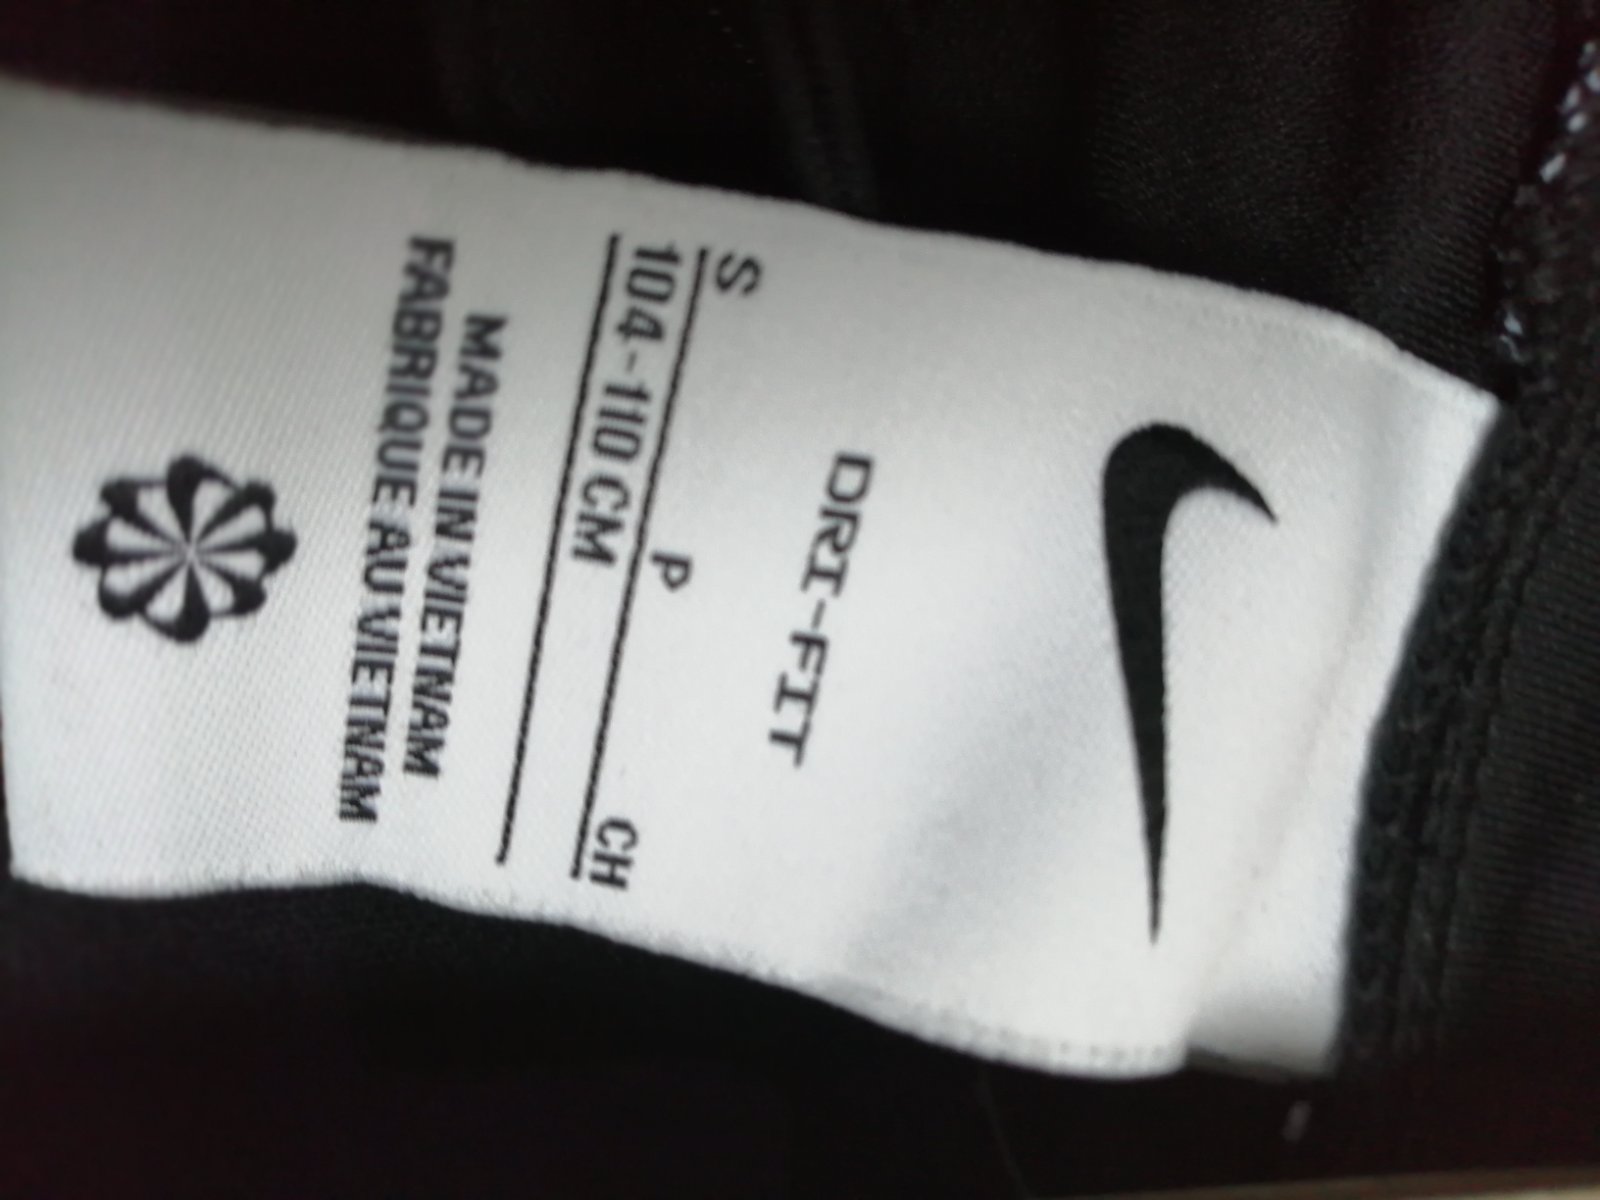 DRI-FIT
S P CH
104-110 CM
MADE IN VIETNAM
FABRIQUE AU VIETNAM